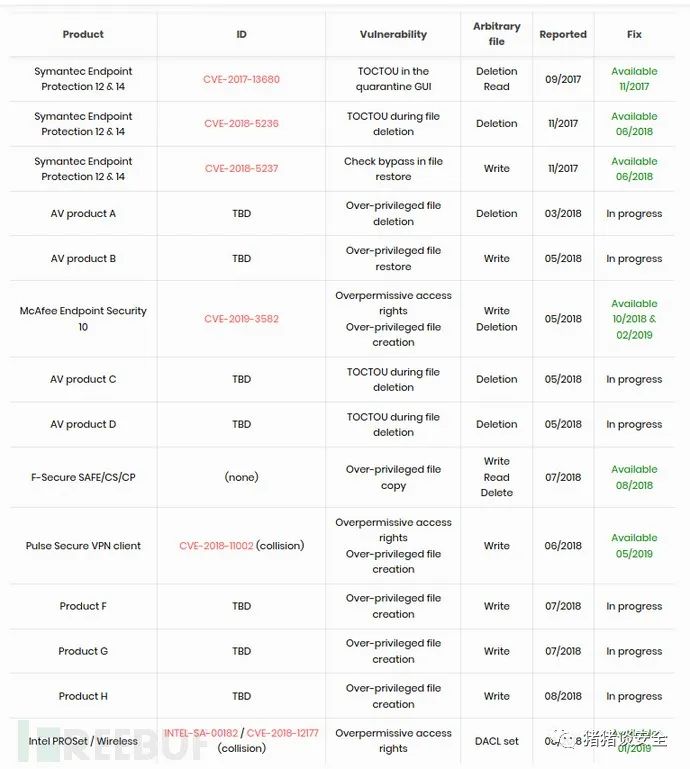 Product ID Vulnerability Arbitrary file Reported Fix
Symantec Endpoint Protection 12 & 14 CVE-2017-13680 TOCTOU in the quarantine GUI Deletion Read 09/2017 Available 11/2017
Symantec Endpoint Protection 12 & 14 CVE-2018-5236 TOCTOU during file deletion Deletion 11/2017 Available 06/2018
Symantec Endpoint Protection 12 & 14 CVE-2018-5237 Check bypass in file restore Write 11/2017 Available 06/2018
AV product A TBD Over-privileged file deletion Deletion 03/2018 In progress
AV product B TBD Over-privileged file restore Write 05/2018 In progress
McAfee Endpoint Security 10 CVE-2019-3582 Overpermissive access rights Over-privileged file creation Write Deletion 05/2018 Available 10/2018 & 02/2019
AV product C TBD TOCTOU during file deletion Deletion 05/2018 In progress
AV product D TBD TOCTOU during file deletion Deletion 05/2018 In progress
F-Secure SAFE/CS/CP (none) Over-privileged file copy Write Read Delete 07/2018 Available 08/2018
Pulse Secure VPN client CVE-2018-11002 (collision) Overpermissive access rights Over-privileged file creation Write 06/2018 Available 05/2019
Product F TBD Over-privileged file creation Write 07/2018 In progress
Product G TBD Over-privileged file creation Write 07/2018 In progress
Product H TBD Over-privileged file creation Write 08/2018 In progress
Intel PROSet / Wireless INTEL-SA-00182 / CVE-2018-12177 (collision) Overpermissive access rights DACL set 01/2019
REEBUF
猪猪谈安全